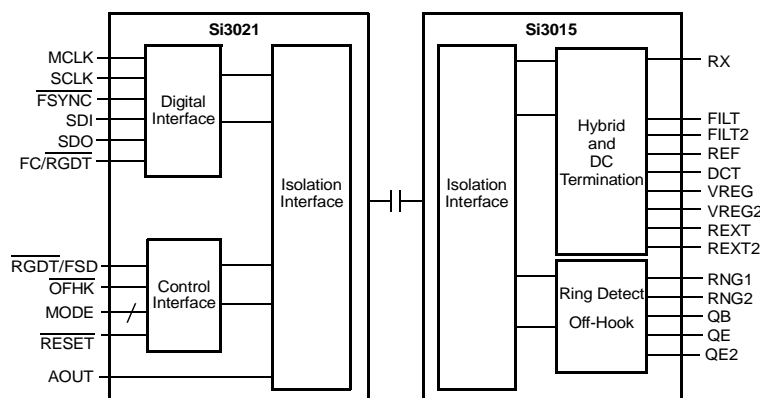 Si3021
MCLK
SCLK
FSYNC
SDI
SDO
FC/RGDT
Digital
Interface
RGDT/FSD
OFHK
MODE
RESET
AOUT
Control
Interface
Isolation
Interface
Si3015
Isolation
Interface
Hybrid
and
DC
Termination
Ring Detect
Off-Hook
RX
FILT
FILT2
REF
DCT
VREG
VREG2
REXT
REXT2
RNG1
RNG2
QB
QE
QE2